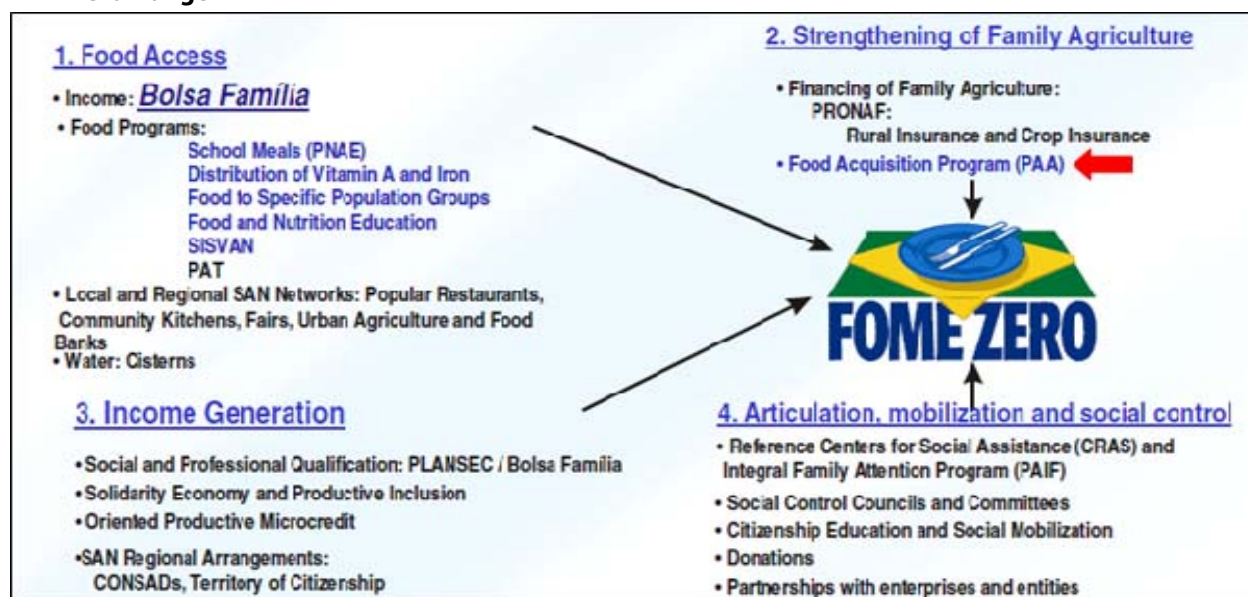 1. Food Access
• Income: Bolsa Família
• Food Programs:
School Meals (PNAE)
Distribution of Vitamin A and Iron
Food to Specific Population Groups
Food and Nutrition Education
SISVAN
PAT
• Local and Regional SAN Networks: Popular Restaurants,
Community Kitchens, Fairs, Urban Agriculture and Food
Banks
• Water: Cisterns
2. Strengthening of Family Agriculture
• Financing of Family Agriculture:
PRONAF:
Rural Insurance and Crop Insurance
• Food Acquisition Program (PAA)
FOME ZERO
3. Income Generation
• Social and Professional Qualification: PLANSEC / Bolsa Família
• Solidarity Economy and Productive Inclusion
• Oriented Productive Microcredit
• SAN Regional Arrangements:
CONSADs, Territory of Citizenship
4. Articulation, mobilization and social control
• Reference Centers for Social Assistance (CRAS) and
Integral Family Attention Program (PAIF)
• Social Control Councils and Committees
• Citizenship Education and Social Mobilization
• Donations
• Partnerships with enterprises and entities